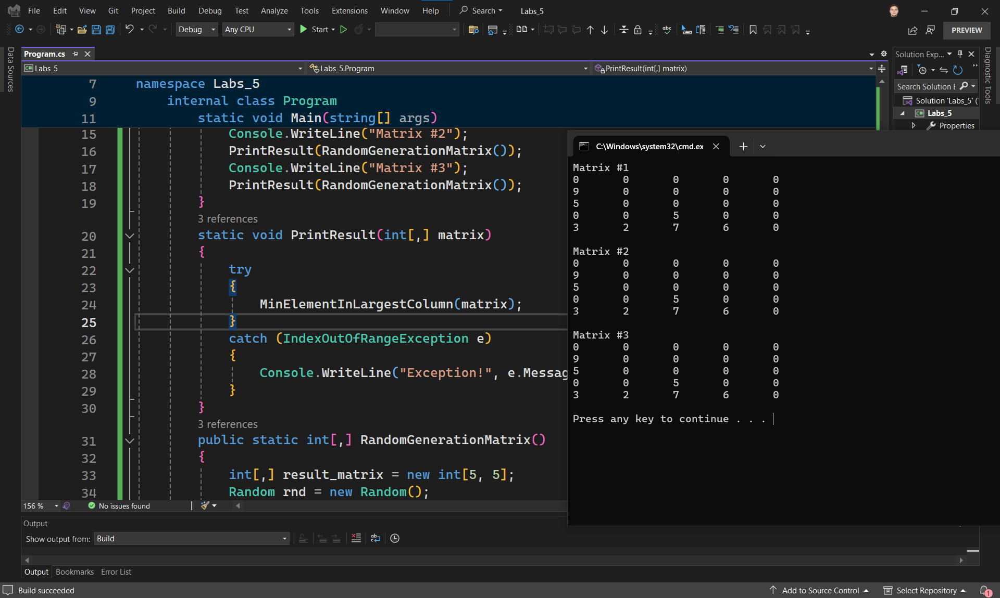 File Edit View Git Project Build Debug Test Analyze Tools Extensions Window Help Search Labs_5
Debug Any CPU Start PREVIEW
Data Sources
Program.cs
Labs_5 Labs_5.Program PrintResult(int[,] matrix)
7 namespace Labs_5
9 internal class Program
11 static void Main(string[] args)
15 Console.WriteLine("Matrix #2");
16 PrintResult(RandomGenerationMatrix());
17 Console.WriteLine("Matrix #3");
18 PrintResult(RandomGenerationMatrix());
19 }
3 references
20 static void PrintResult(int[,] matrix)
21 {
22 try
23 {
24 MinElementInLargestColumn(matrix);
25 }
26 catch (IndexOutOfRangeException e)
27 {
28 Console.WriteLine("Exception!", e.Messag
29 }
30 }
3 references
31 public static int[,] RandomGenerationMatrix()
32 {
33 int[,] result_matrix = new int[5, 5];
34 Random rnd = new Random();
156 % No issues found
Solution Exp...
Search Solution E
Solution 'Labs_5' (
Labs_5
Properties
Diagnostic Tools
C:\Windows\system32\cmd.ex
Matrix #1
0 0 0 0 0
9 0 0 0 0
5 0 0 0 0
0 0 5 0 0
3 2 7 6 0
Matrix #2
0 0 0 0 0
9 0 0 0 0
5 0 0 0 0
0 0 5 0 0
3 2 7 6 0
Matrix #3
0 0 0 0 0
9 0 0 0 0
5 0 0 0 0
0 0 5 0 0
3 2 7 6 0
Press any key to continue . . .
Output
Show output from: Build
Output Bookmarks Error List
Build succeeded Add to Source Control Select Repository 1